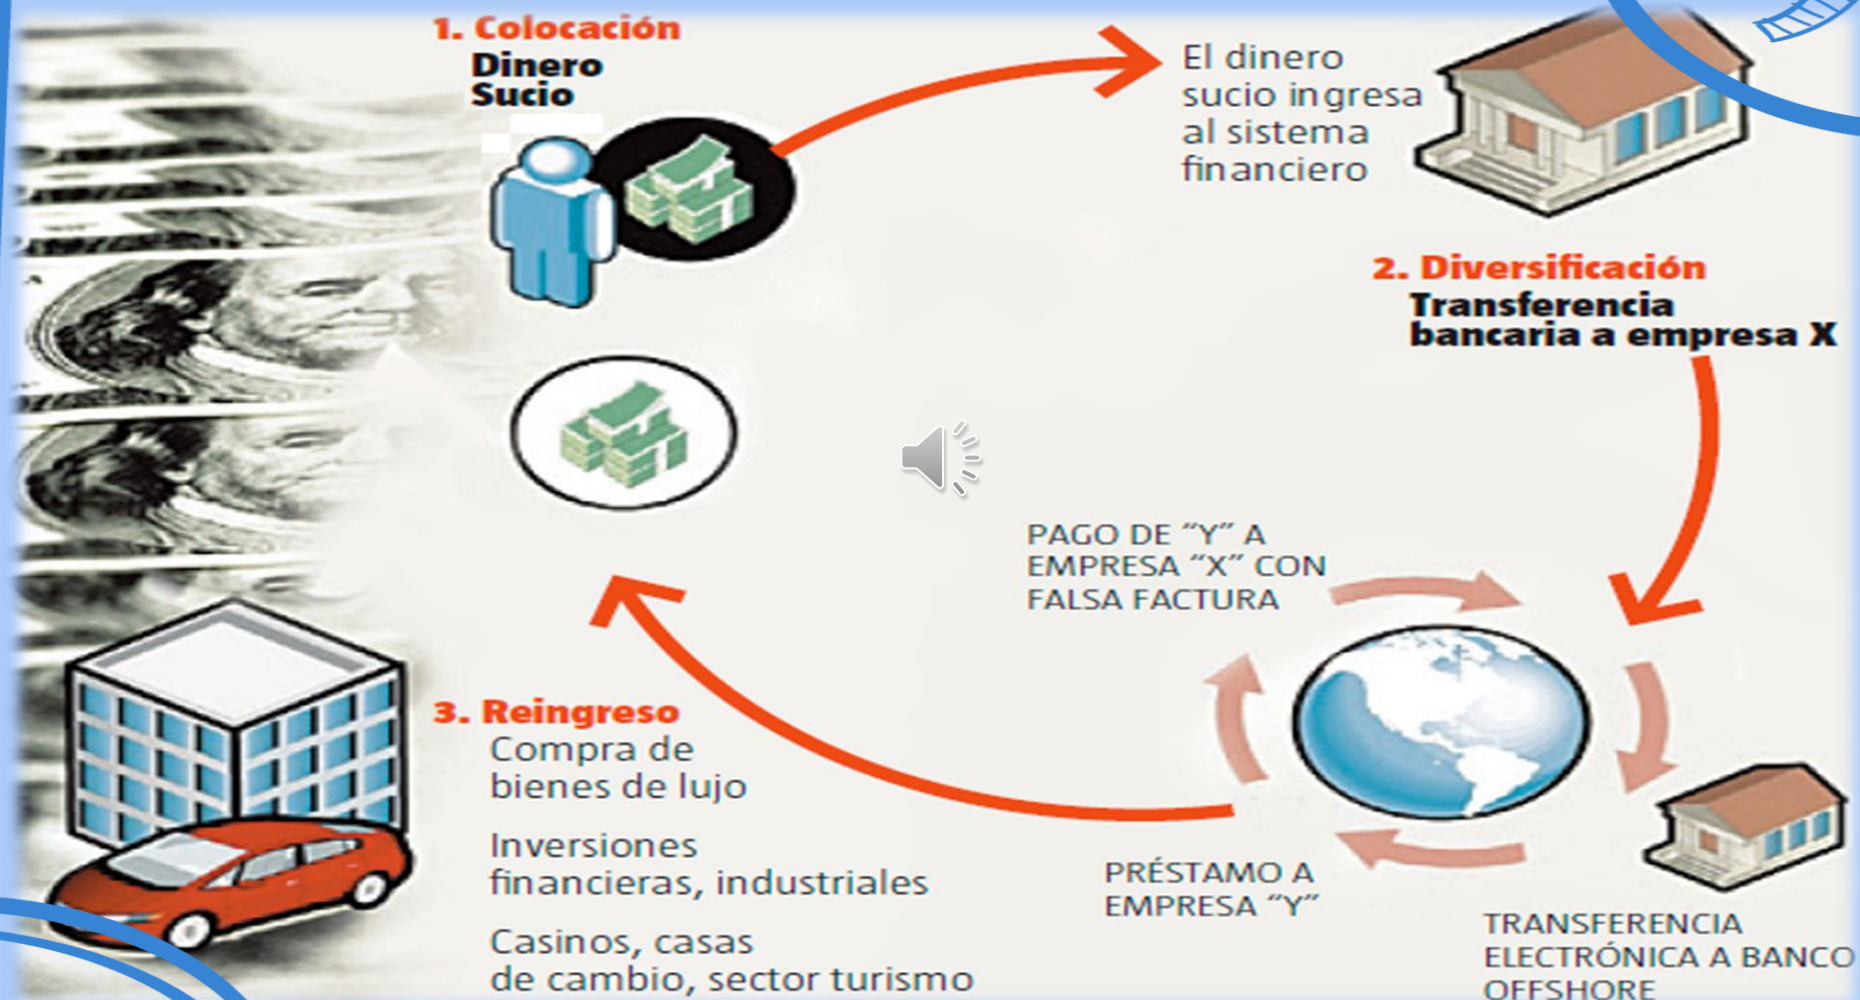 1. Colocación
Dinero
Sucio
El dinero
sucio ingresa
al sistema
financiero
2. Diversificación
Transferencia
bancaria a empresa X
PAGO DE “Y” A
EMPRESA “X” CON
FALSA FACTURA
TRANSFERENCIA
ELECTRÓNICA A BANCO
OFFSHORE
PRÉSTAMO A
EMPRESA “Y”
3. Reingreso
Compra de
bienes de lujo
Inversiones
financieras, industriales
Casinos, casas
de cambio, sector turismo